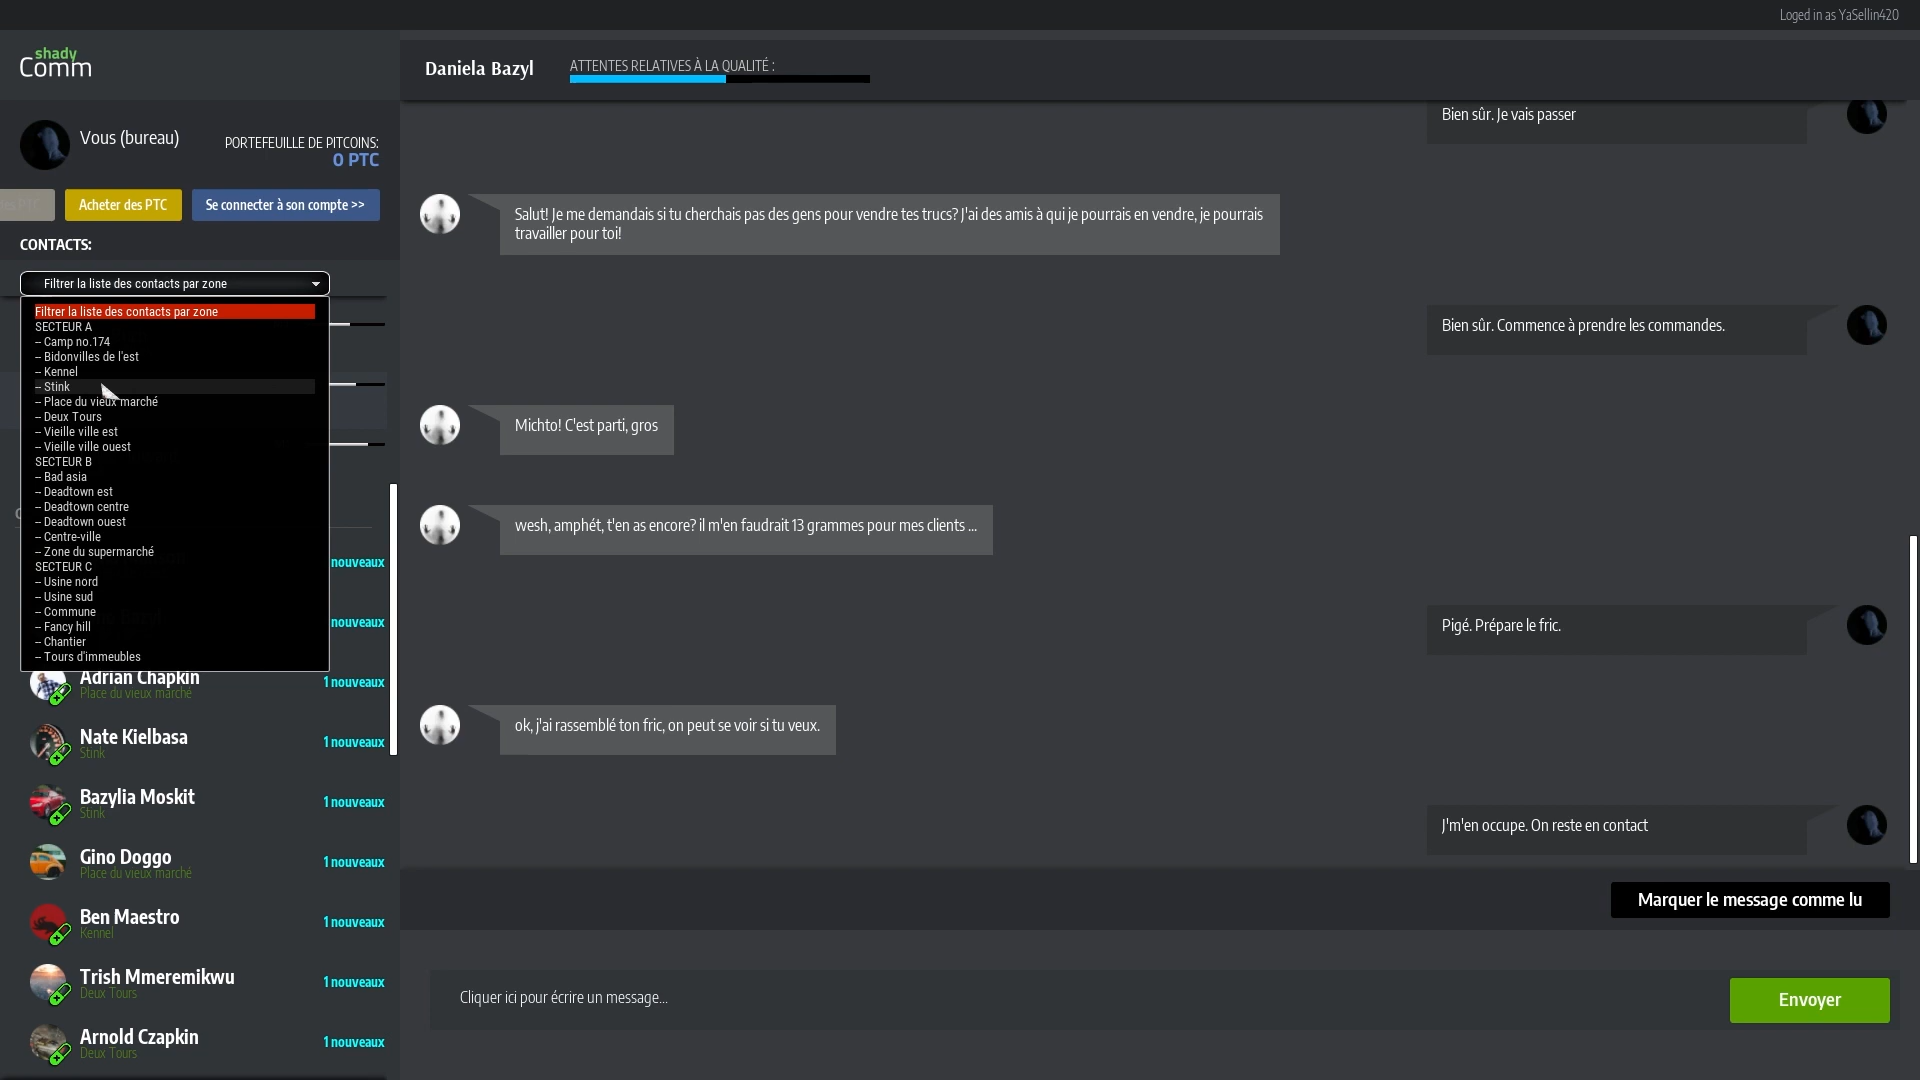 Loged in as YaSellin420
shady
Comm
Daniela Bazyl
ATTENTES RELATIVES À LA QUALITÉ :
Vous (bureau)
PORTEFEUILLE DE PITCOINS:
0 PTC
Acheter des PTC
Se connecter à son compte >>
CONTACTS:
Filtrer la liste des contacts par zone
Filtrer la liste des contacts par zone
SECTEUR A
-- Camp no.174
-- Bidonvilles de l'est
-- Kennel
-- Stink
-- Place du vieux marché
-- Deux Tours
-- Vieille ville est
-- Vieille ville ouest
SECTEUR B
-- Bad asia
-- Deadtown est
-- Deadtown centre
-- Deadtown ouest
-- Centre-ville
-- Zone du supermarché
SECTEUR C
-- Usine nord
-- Usine sud
-- Commune
-- Fancy hill
-- Chantier
-- Tours d'immeubles
nouveaux
nouveaux
Adrian Chapkin
1 nouveaux
Place du vieux marché
Nate Kielbasa
1 nouveaux
Stink
Bazylia Moskit
1 nouveaux
Stink
Gino Doggo
1 nouveaux
Place du vieux marché
Ben Maestro
1 nouveaux
Kennel
Trish Mmeremikwu
1 nouveaux
Deux Tours
Arnold Czapkin
1 nouveaux
Deux Tours
Bien sûr. Je vais passer
Salut! Je me demandais si tu cherchais pas des gens pour vendre tes trucs? J'ai des amis à qui je pourrais en vendre, je pourrais
travailler pour toi!
Bien sûr. Commence à prendre les commandes.
Michto! C'est parti, gros
wesh, amphét, t'en as encore? il m'en faudrait 13 grammes pour mes clients ...
Pigé. Prépare le fric.
ok, j'ai rassemblé ton fric, on peut se voir si tu veux.
J'm'en occupe. On reste en contact
Marquer le message comme lu
Cliquer ici pour écrire un message...
Envoyer